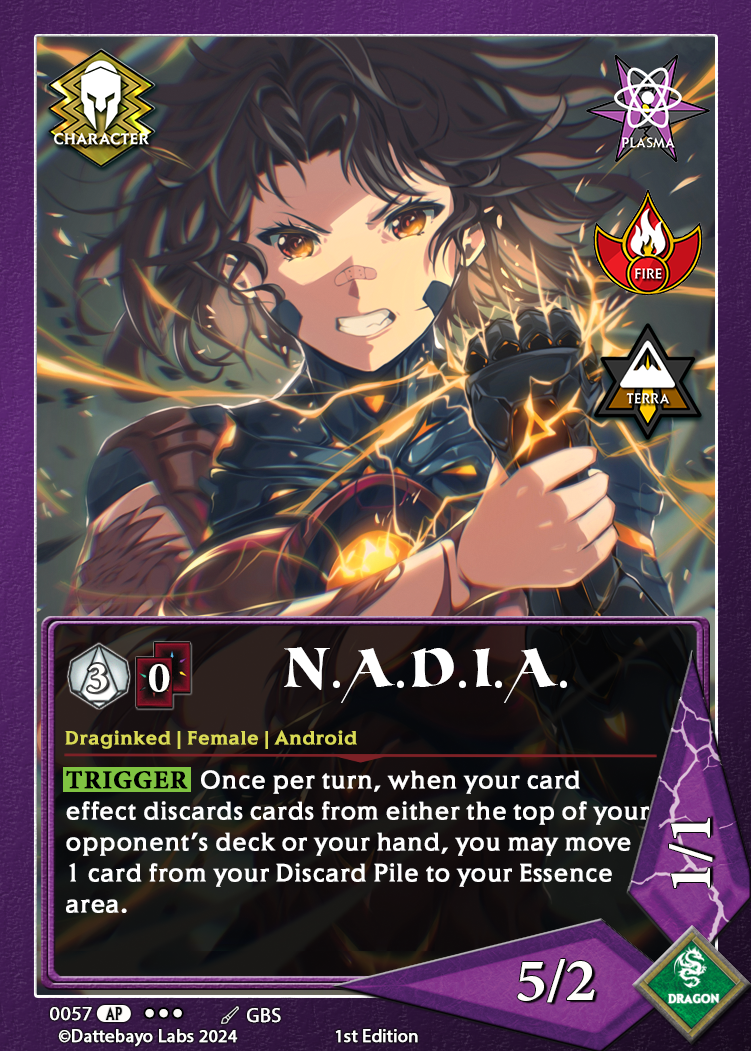 CHARACTER
PLASMA
FIRE
TERRA
3 0 N.A.D.I.A.
Draginked | Female | Android
TRIGGER Once per turn, when your card
effect discards cards from either the top of your
opponent's deck or your hand, you may move
1 card from your Discard Pile to your Essence
area.
1/1
5/2
DRAGON
0057 AP GBS
©Dattebayo Labs 2024 1st Edition